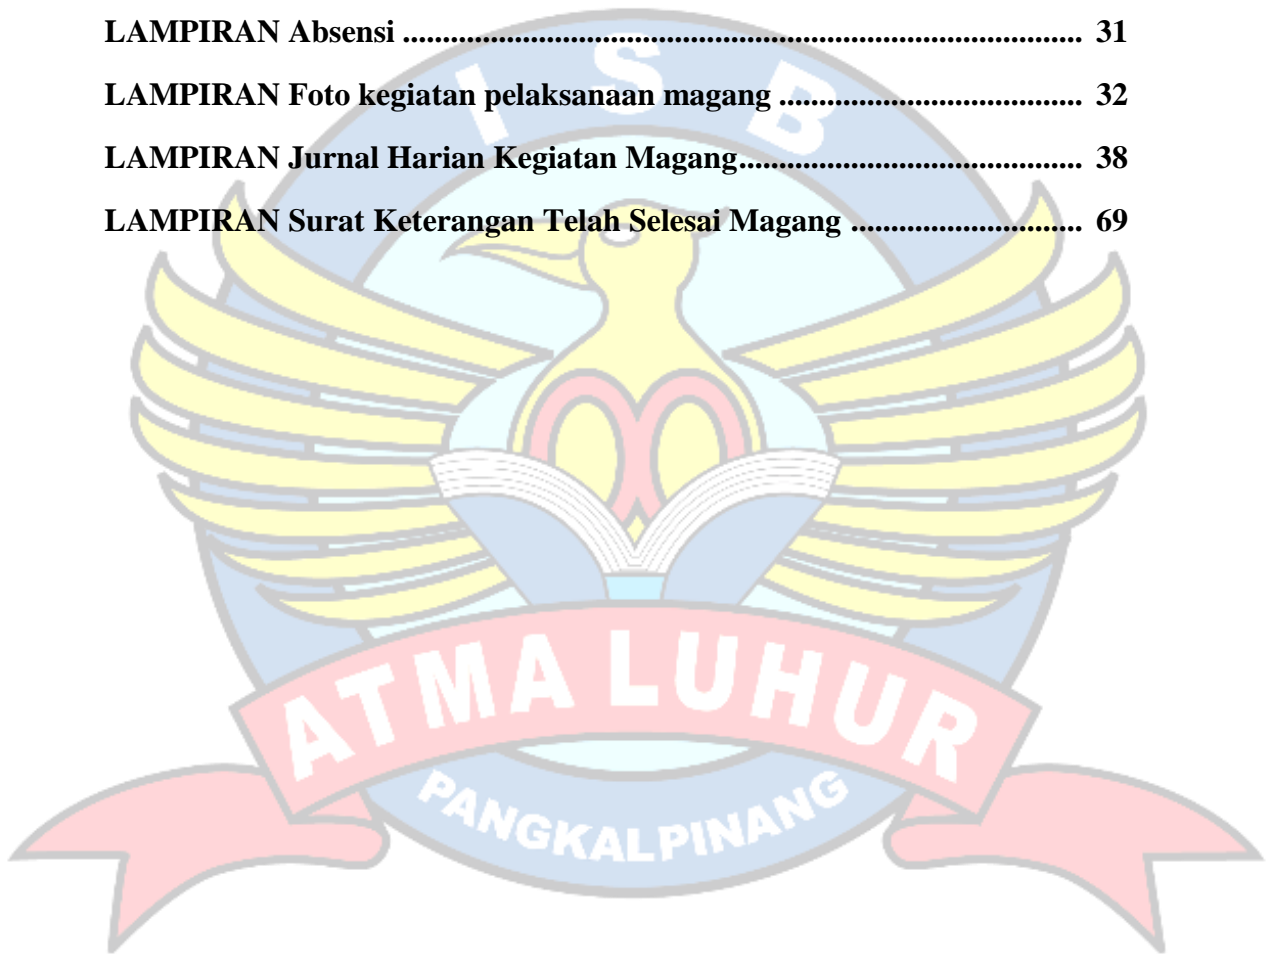 LAMPIRAN Absensi ..................................................................................... 31
LAMPIRAN Foto kegiatan pelaksanaan magang ...................................... 32
LAMPIRAN Jurnal Harian Kegiatan Magang........................................... 38
LAMPIRAN Surat Keterangan Telah Selesai Magang ............................. 69
I S B
ATMA LUHUR
PANGKALPINANG